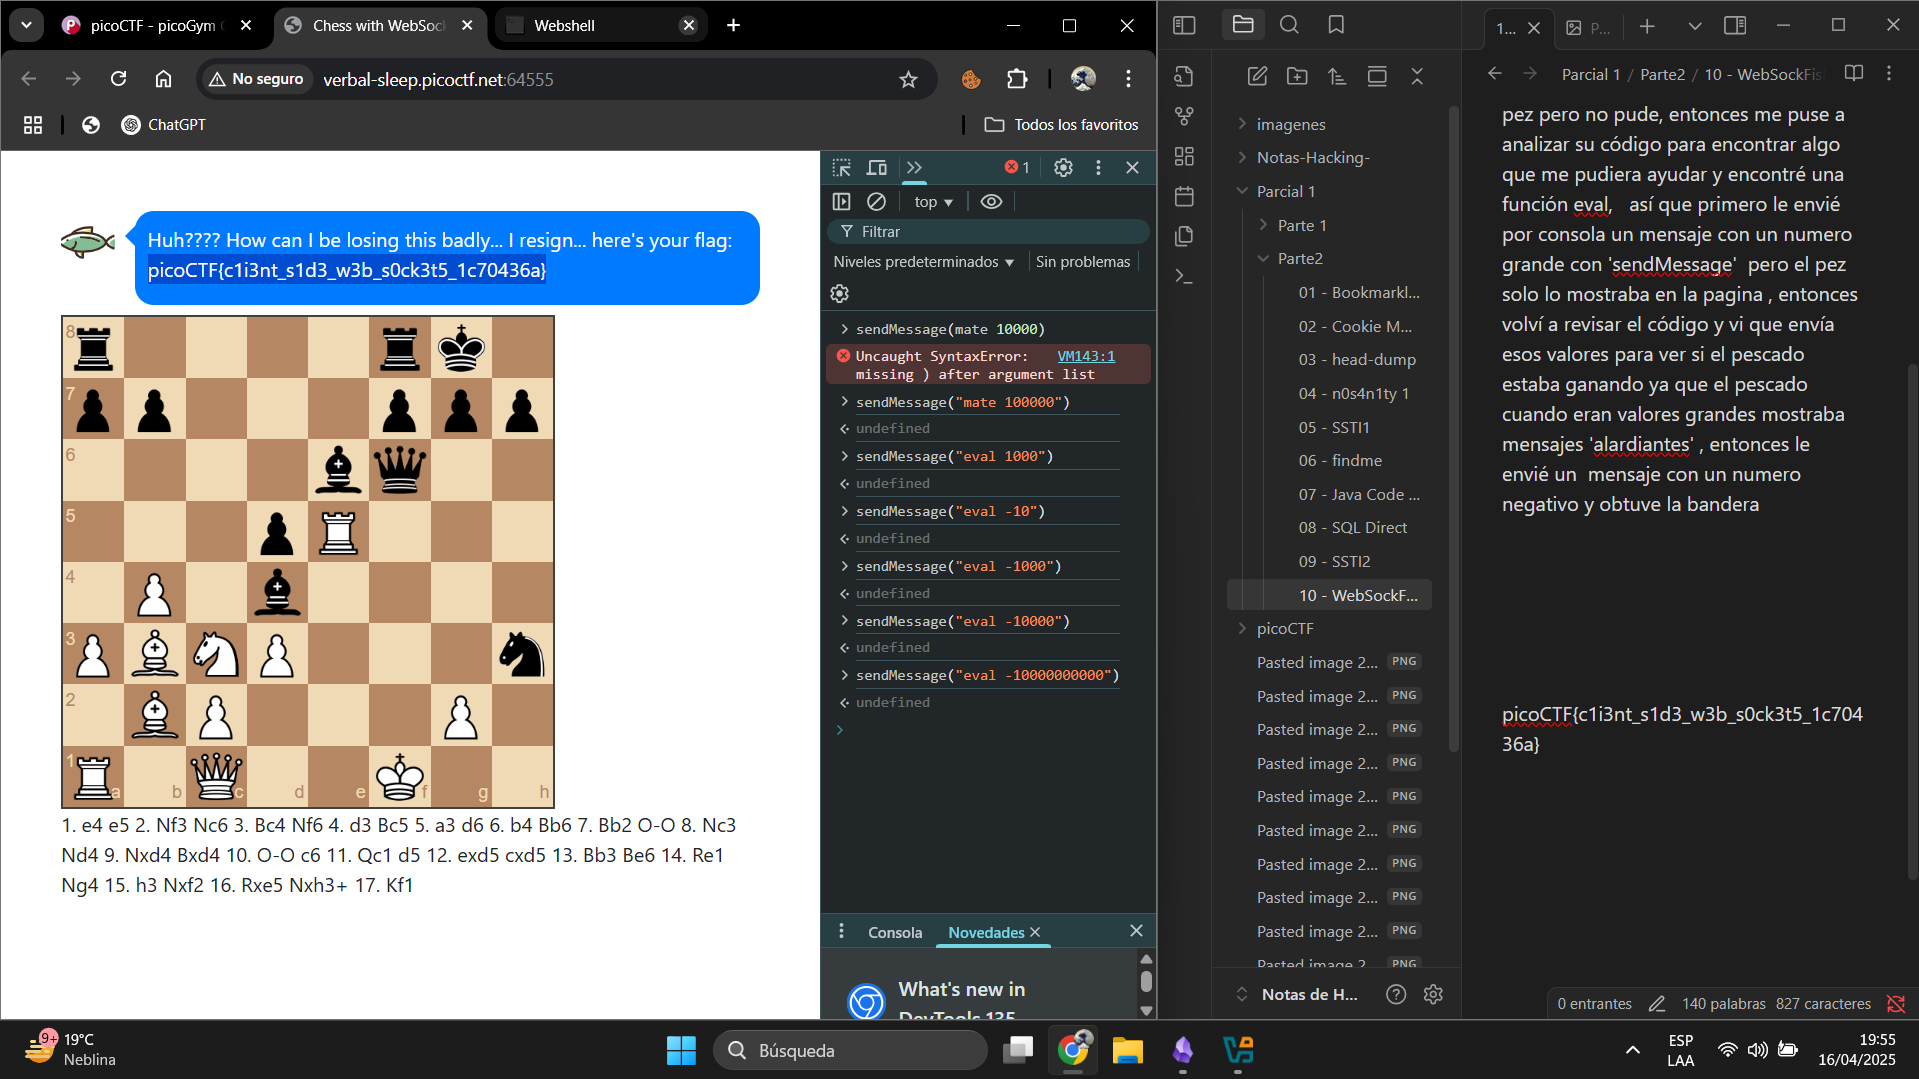 picoCTF - picoGym
Chess with WebSoc
Webshell
No seguro
verbal-sleep.picoctf.net:64555
ChatGPT
Todos los favoritos
Huh???? How can I be losing this badly... I resign... here's your flag:
picoCTF{c1i3nt_s1d3_w3b_s0ck3t5_1c70436a}
8
7
6
5
4
3
2
1
a b c d e f g h
1. e4 e5 2. Nf3 Nc6 3. Bc4 Nf6 4. d3 Bc5 5. a3 d6 6. b4 Bb6 7. Bb2 O-O 8. Nc3
Nd4 9. Nxd4 Bxd4 10. O-O c6 11. Qc1 d5 12. exd5 cxd5 13. Bb3 Be6 14. Re1
Ng4 15. h3 Nxf2 16. Rxe5 Nxh3+ 17. Kf1
1
top
Filtrar
Niveles predeterminados
Sin problemas
sendMessage(mate 10000)
Uncaught SyntaxError: VM143:1
missing ) after argument list
sendMessage("mate 100000")
undefined
sendMessage("eval 1000")
undefined
sendMessage("eval -10")
undefined
sendMessage("eval -1000")
undefined
sendMessage("eval -10000")
undefined
sendMessage("eval -10000000000")
undefined
Consola
Novedades
What's new in
DevTools 135
imagenes
Notas-Hacking-
Parcial 1
Parte 1
Parte2
01 - Bookmarkl...
02 - Cookie M...
03 - head-dump
04 - n0s4n1ty 1
05 - SSTI1
06 - findme
07 - Java Code ...
08 - SQL Direct
09 - SSTI2
10 - WebSockF...
picoCTF
Pasted image 2... PNG
Pasted image 2... PNG
Pasted image 2... PNG
Pasted image 2... PNG
Pasted image 2... PNG
Pasted image 2... PNG
Pasted image 2... PNG
Pasted image 2... PNG
Pasted image 2... PNG
Pasted image 2... PNG
Notas de H...
1...
P...
Parcial 1 / Parte2 / 10 - WebSockFis
pez pero no pude, entonces me puse a
analizar su código para encontrar algo
que me pudiera ayudar y encontré una
función eval, así que primero le envié
por consola un mensaje con un numero
grande con 'sendMessage' pero el pez
solo lo mostraba en la pagina , entonces
volví a revisar el código y vi que envía
esos valores para ver si el pescado
estaba ganando ya que el pescado
cuando eran valores grandes mostraba
mensajes 'alardiantes' , entonces le
envié un mensaje con un numero
negativo y obtuve la bandera
picoCTF{c1i3nt_s1d3_w3b_s0ck3t5_1c704
36a}
0 entrantes
140 palabras
827 caracteres
9+
19°C
Neblina
Búsqueda
ESP
LAA
19:55
16/04/2025